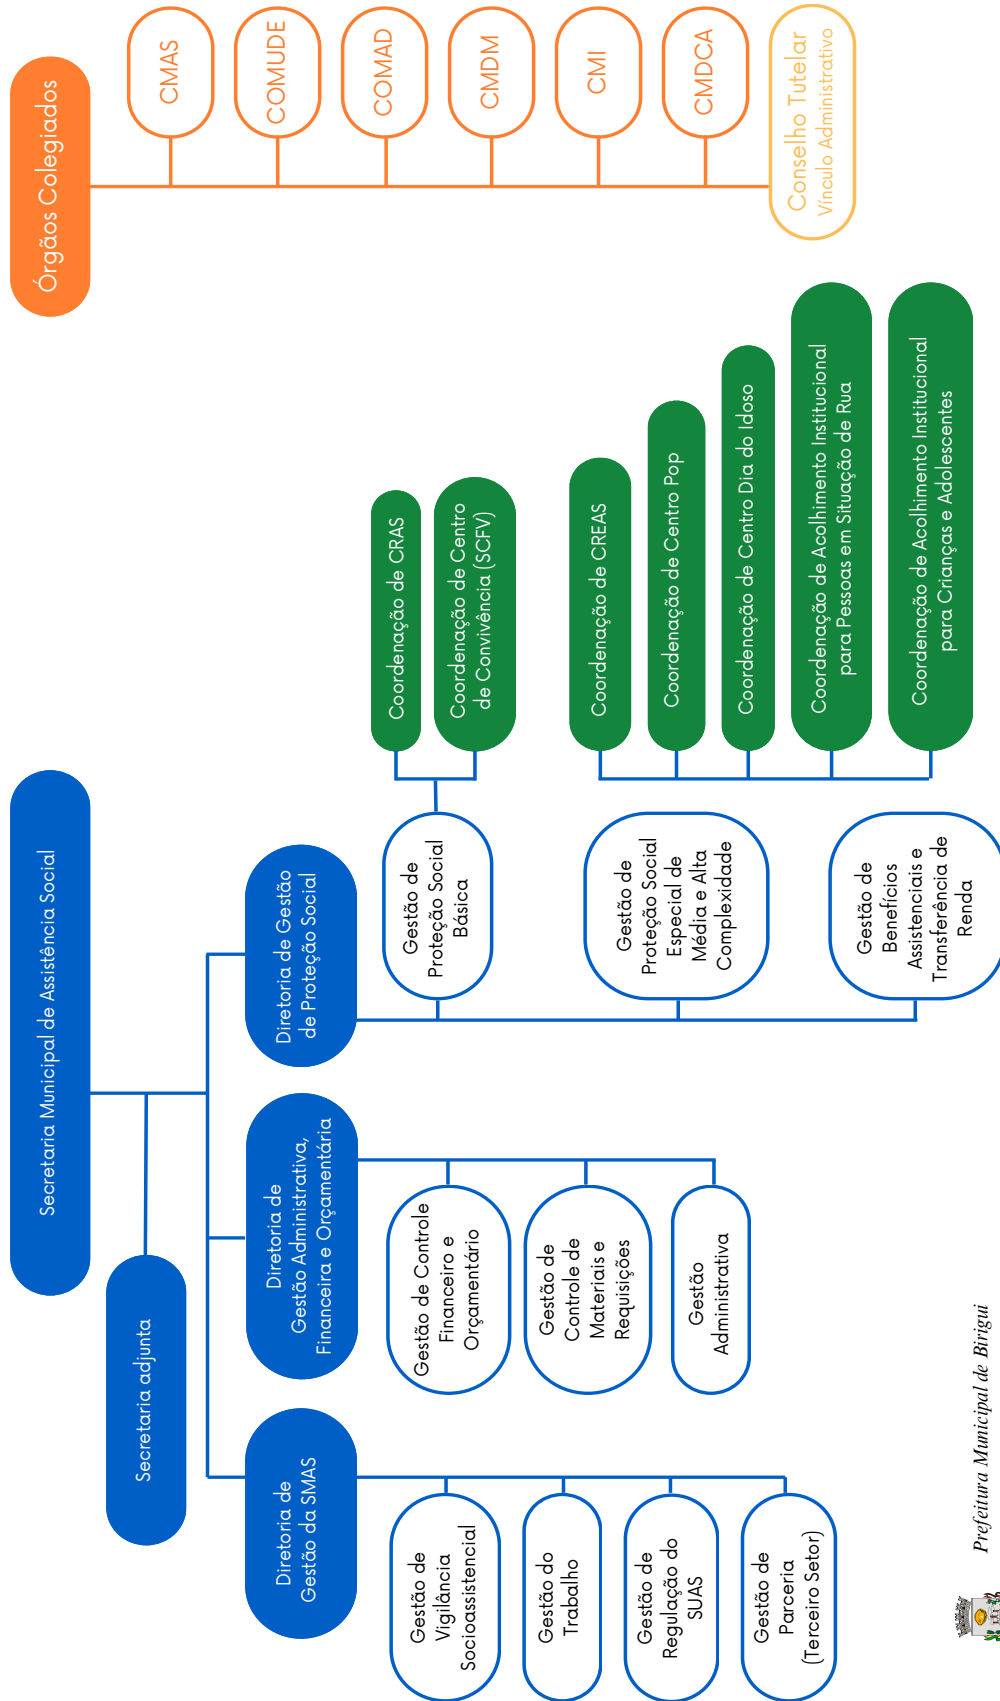 Secretaria Municipal de Assistência Social
Órgãos Colegiados
Secretaria adjunta
CMAS
COMUDE
COMAD
CMDM
CMI
CMDCA
Conselho Tutelar
Vínculo Administrativo
Diretoria de
Gestão da SMAS
Diretoria de
Gestão Administrativa,
Financeira e Orçamentária
Diretoria de Gestão
de Proteção Social
Gestão de
Vigilância
Socioassistencial
Gestão do
Trabalho
Gestão de
Regulação do
SUAS
Gestão de
Parceria
(Terceiro Setor)
Gestão de Controle
Financeiro e
Orçamentário
Gestão de
Controle de
Materiais e
Requisições
Gestão
Administrativa
Gestão de
Proteção Social
Básica
Coordenação de CRAS
Coordenação de Centro
de Convivência (SCFV)
Gestão de
Proteção Social
Especial de
Média e Alta
Complexidade
Coordenação de CREAS
Coordenação de Centro Pop
Coordenação de Centro Dia do Idoso
Coordenação de Acolhimento Institucional
para Pessoas em Situação de Rua
Coordenação de Acolhimento Institucional
para Crianças e Adolescentes
Gestão de
Benefícios
Assistenciais e
Transferência de
Renda
Prefeitura Municipal de Birigui